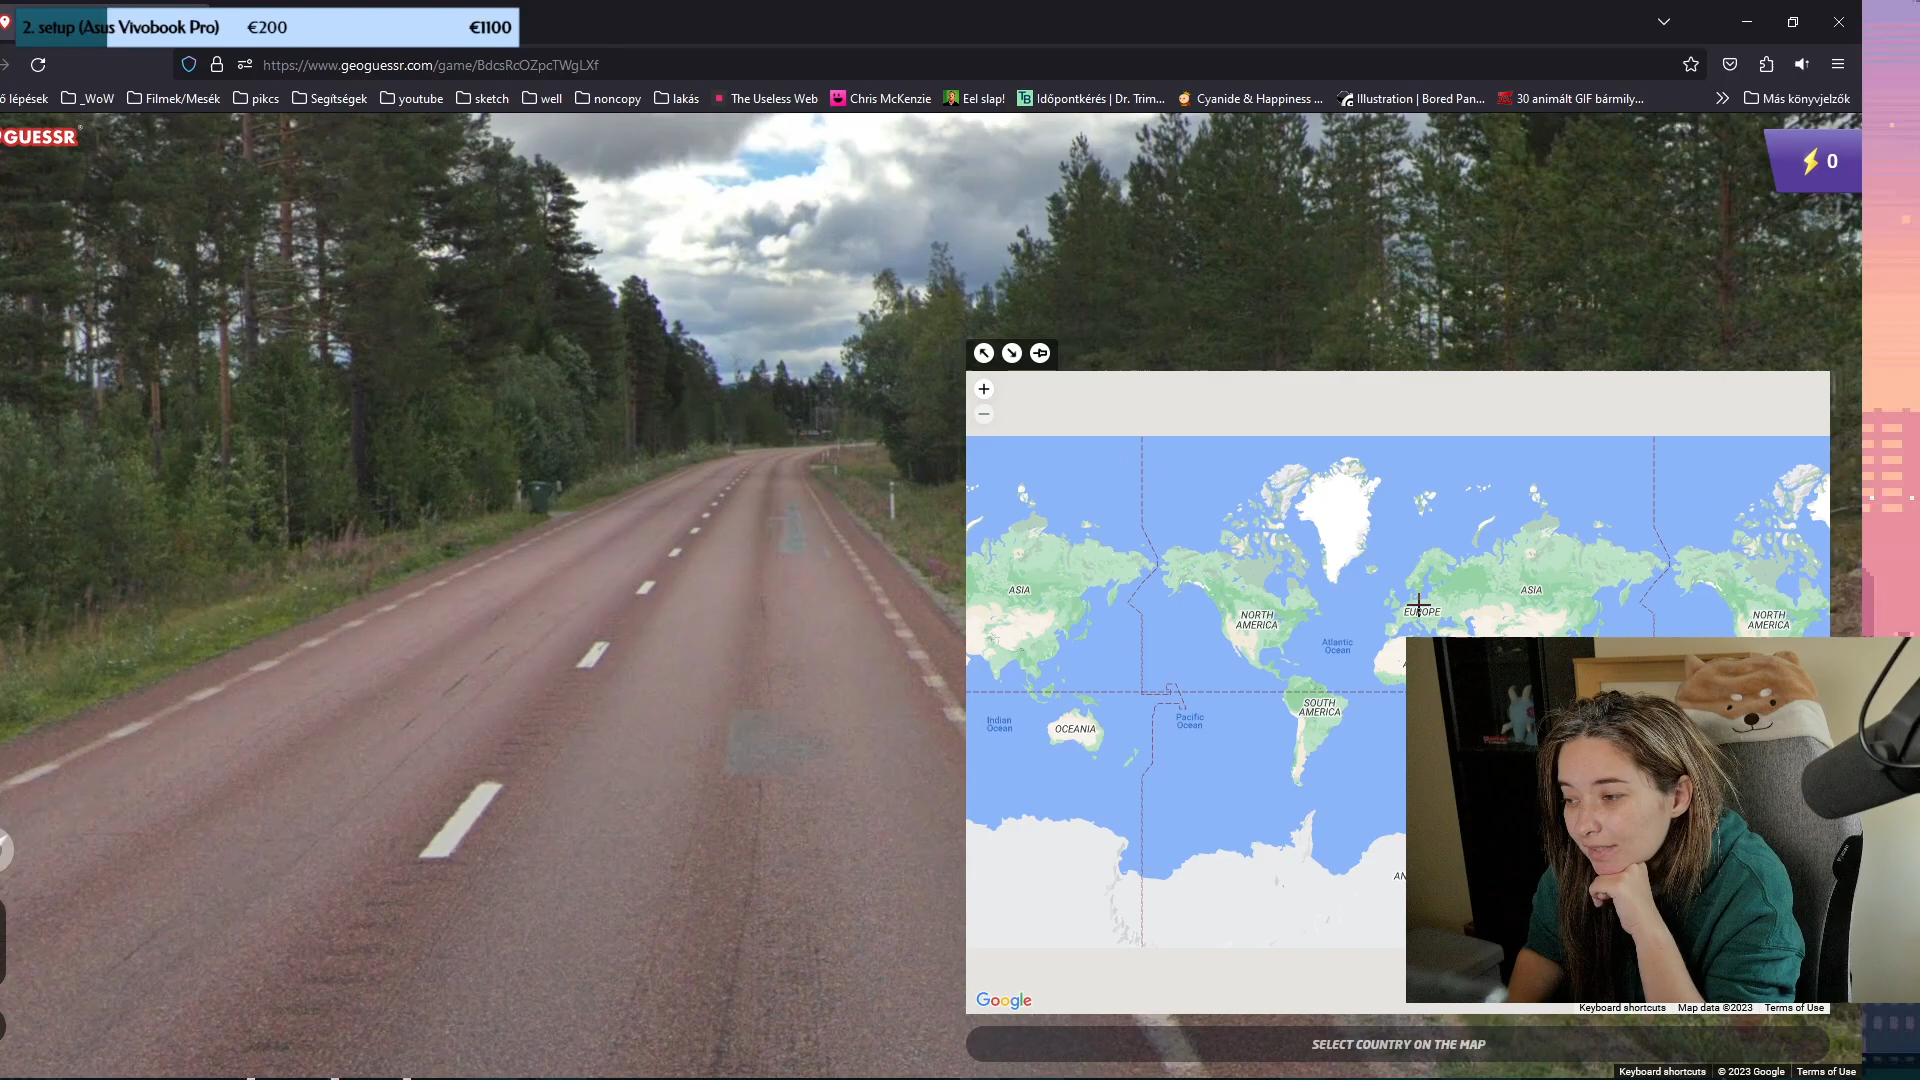 2. setup (Asus Vivobook Pro) €200 €1100
https://www.geoguessr.com/game/BdcsRcOZpcTWgLXf
ő lépések _WoW Filmek/Mesék pikcs Segítségek youtube sketch well noncopy lakás The Useless Web Chris McKenzie Eel slap! Időpontkérés | Dr. Trim... Cyanide & Happiness ... Illustration | Bored Pan... 30 animált GIF bármily... Más könyvjelzők
GUESSR
0
ASIA
EUROPE
ASIA
NORTH
AMERICA
NORTH
AMERICA
Atlantic
Ocean
SOUTH
AMERICA
Indian
Ocean
Pacific
Ocean
OCEANIA
AN
Google
Keyboard shortcuts Map data ©2023 Terms of Use
SELECT COUNTRY ON THE MAP
Keyboard shortcuts © 2023 Google Terms of Use